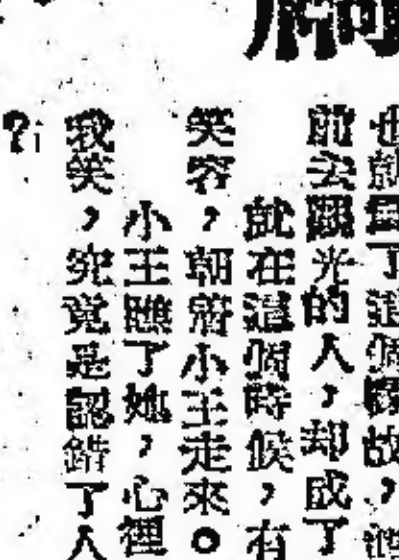 也就爲了這個緣故，
前去觀光的人，却成了
就在這個時候，有
笑容，朝着小王走來。
小王瞧了她，心裡
我笑，究竟是認錯了人
？